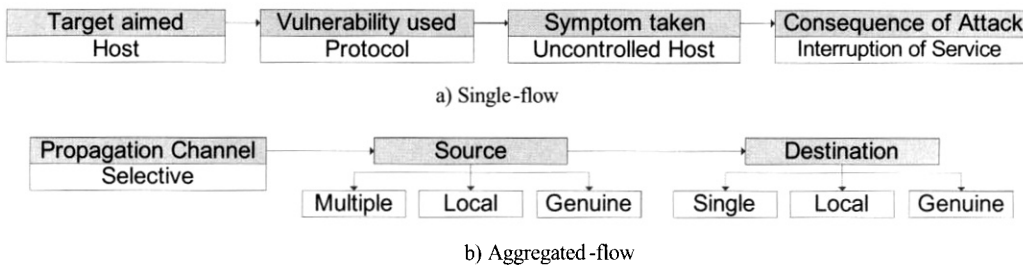 Target aimed Vulnerability used Symptom taken Consequence of Attack
Host Protocol Uncontrolled Host Interruption of Service
a) Single-flow
Propagation Channel Source Destination
Selective
Multiple Local Genuine Single Local Genuine
b) Aggregated-flow